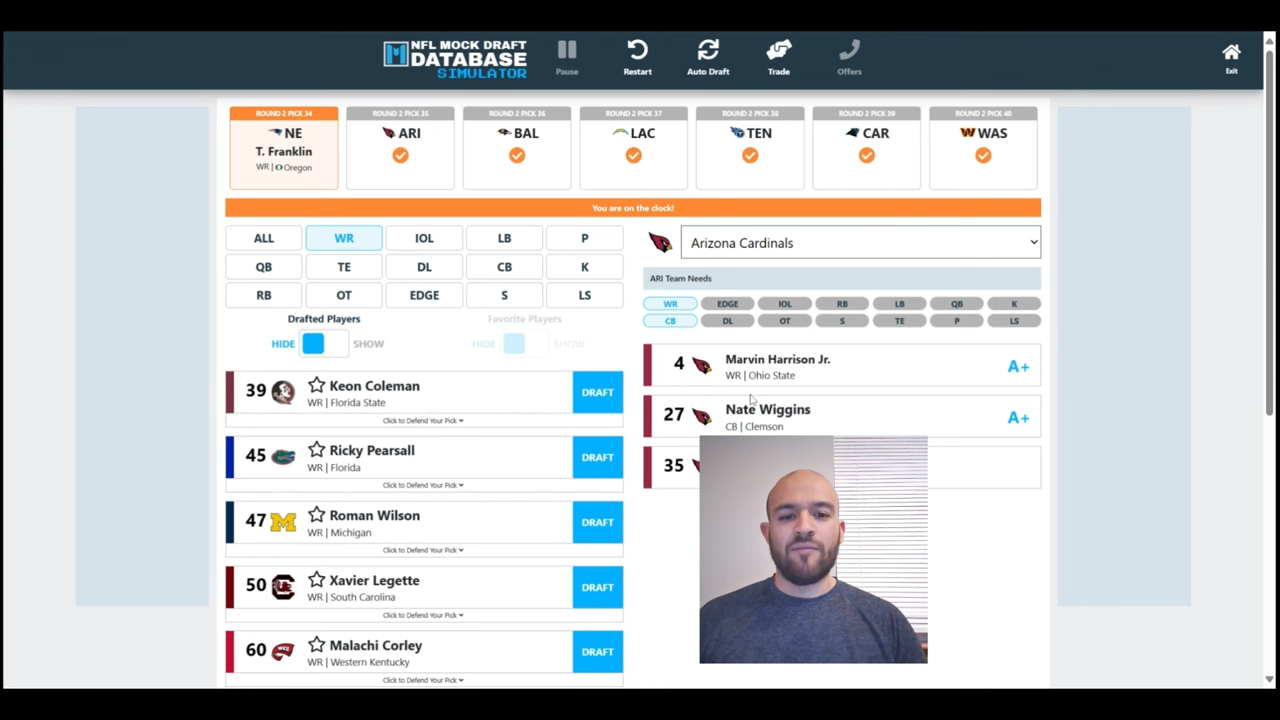 NFL MOCK DRAFT
DATABASE
SIMULATOR
Pause
Restart
Auto Draft
Trade
Offers
Exit
ROUND 2 PICK 34
NE
T. Franklin
WR | Oregon
ROUND 2 PICK 35
ARI
ROUND 2 PICK 36
BAL
ROUND 2 PICK 37
LAC
ROUND 2 PICK 38
TEN
ROUND 2 PICK 39
CAR
ROUND 2 PICK 40
WAS
You are on the clock!
ALL WR IOL LB P
QB TE DL CB K
RB OT EDGE S LS
Drafted Players
HIDE SHOW
Favorite Players
HIDE SHOW
39 Keon Coleman
WR | Florida State
DRAFT
Click to Defend Your Pick
45 Ricky Pearsall
WR | Florida
DRAFT
Click to Defend Your Pick
47 Roman Wilson
WR | Michigan
DRAFT
Click to Defend Your Pick
50 Xavier Legette
WR | South Carolina
DRAFT
Click to Defend Your Pick
60 Malachi Corley
WR | Western Kentucky
DRAFT
Click to Defend Your Pick
Arizona Cardinals
ARI Team Needs
WR EDGE IOL RB LB QB K
CB DL OT S TE P LS
4 Marvin Harrison Jr.
WR | Ohio State
A+
27 Nate Wiggins
CB | Clemson
A+
35